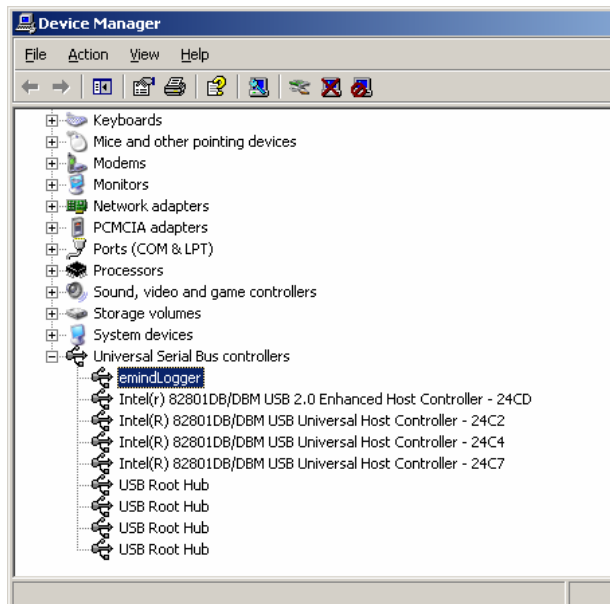 Device Manager
File Action View Help
Keyboards
Mice and other pointing devices
Modems
Monitors
Network adapters
PCMCIA adapters
Ports (COM & LPT)
Processors
Sound, video and game controllers
Storage volumes
System devices
Universal Serial Bus controllers
emindLogger
Intel(r) 82801DB/DBM USB 2.0 Enhanced Host Controller - 24CD
Intel(R) 82801DB/DBM USB Universal Host Controller - 24C2
Intel(R) 82801DB/DBM USB Universal Host Controller - 24C4
Intel(R) 82801DB/DBM USB Universal Host Controller - 24C7
USB Root Hub
USB Root Hub
USB Root Hub
USB Root Hub